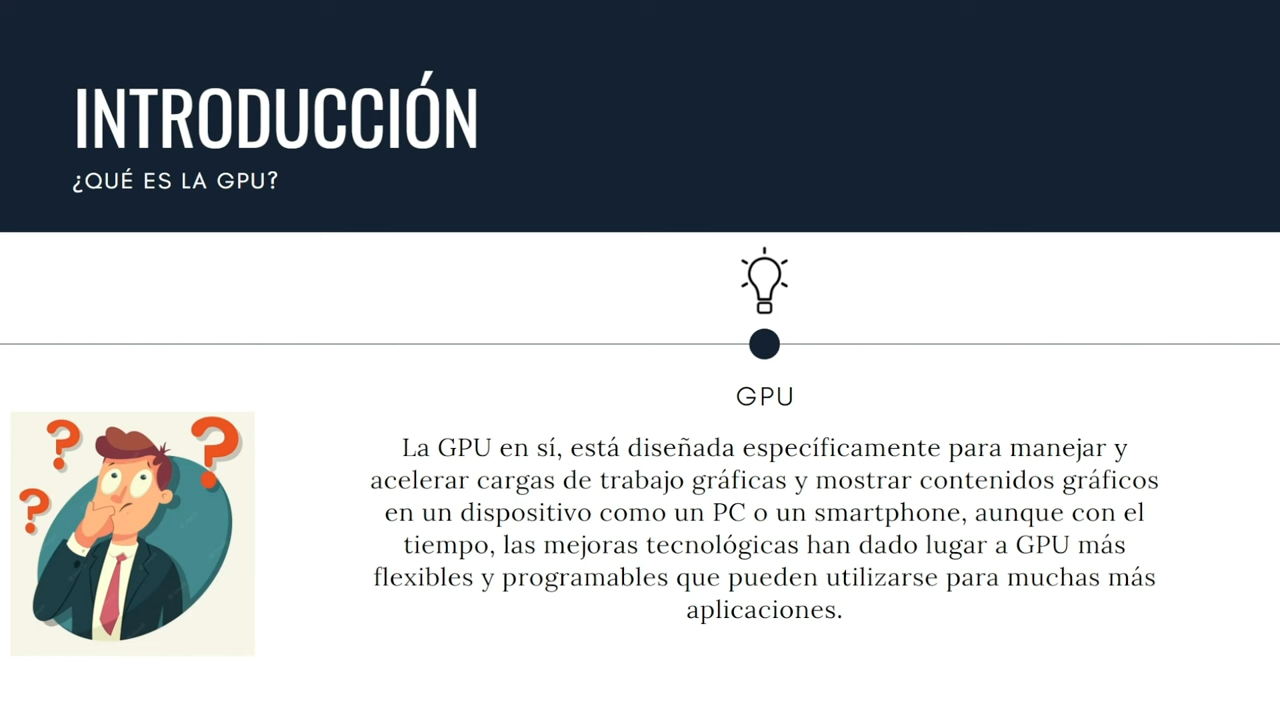 INTRODUCCIÓN
¿QUÉ ES LA GPU?
GPU
La GPU en sí, está diseñada específicamente para manejar y
acelerar cargas de trabajo gráficas y mostrar contenidos gráficos
en un dispositivo como un PC o un smartphone, aunque con el
tiempo, las mejoras tecnológicas han dado lugar a GPU más
flexibles y programables que pueden utilizarse para muchas más
aplicaciones.
? ?
?